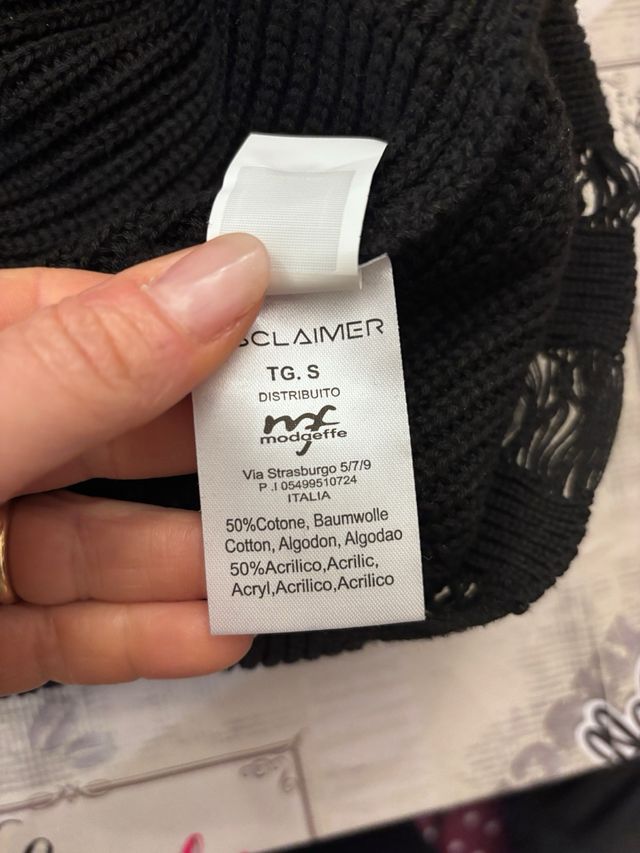 SCLAIMER
TG. S
DISTRIBUITO
mf
modaeffe
Via Strasburgo 5/7/9
P .I 05499510724
ITALIA
50%Cotone, Baumwolle
Cotton, Algodon, Algodao
50%Acrilico,Acrilic,
Acryl,Acrilico,Acrilico